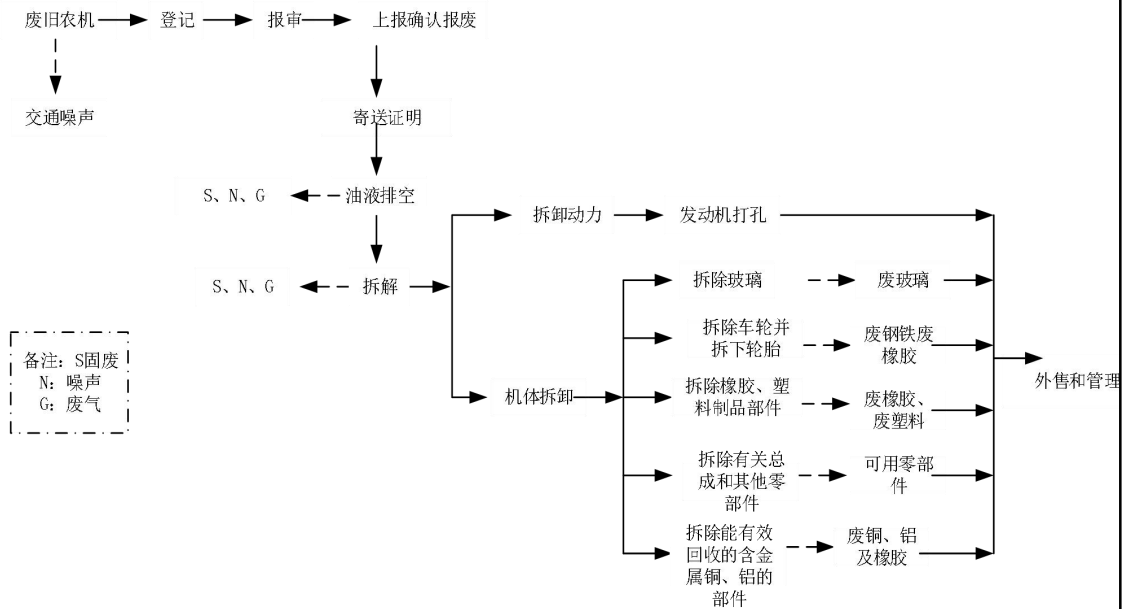 废旧农机
登记
报审
上报确认报废
交通噪声
寄送证明
S、N、G
油液排空
拆卸动力
发动机打孔
S、N、G
拆解
拆除玻璃
废玻璃
拆除车轮并
拆下轮胎
废钢铁废
橡胶
备注: S固废
N: 噪声
G: 废气
外售和管理
机体拆卸
拆除橡胶、塑
料制品部件
废橡胶、
废塑料
拆除有关总
成和其他零
部件
可用零部
件
拆除能有效
回收的含金
属铜、铝的
部件
废铜、铝
及橡胶